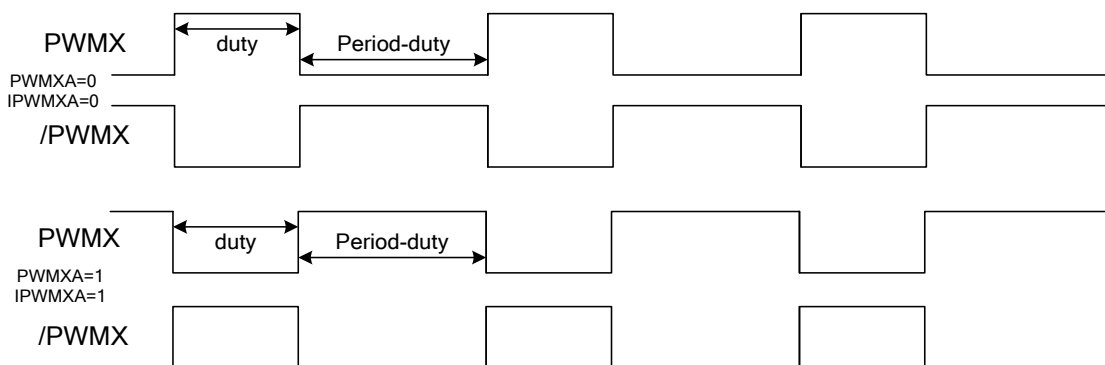 PWMX
duty
Period-duty
PWMXA=0
IPWMXA=0
/PWMX
PWMX
duty
Period-duty
PWMXA=1
IPWMXA=1
/PWMX